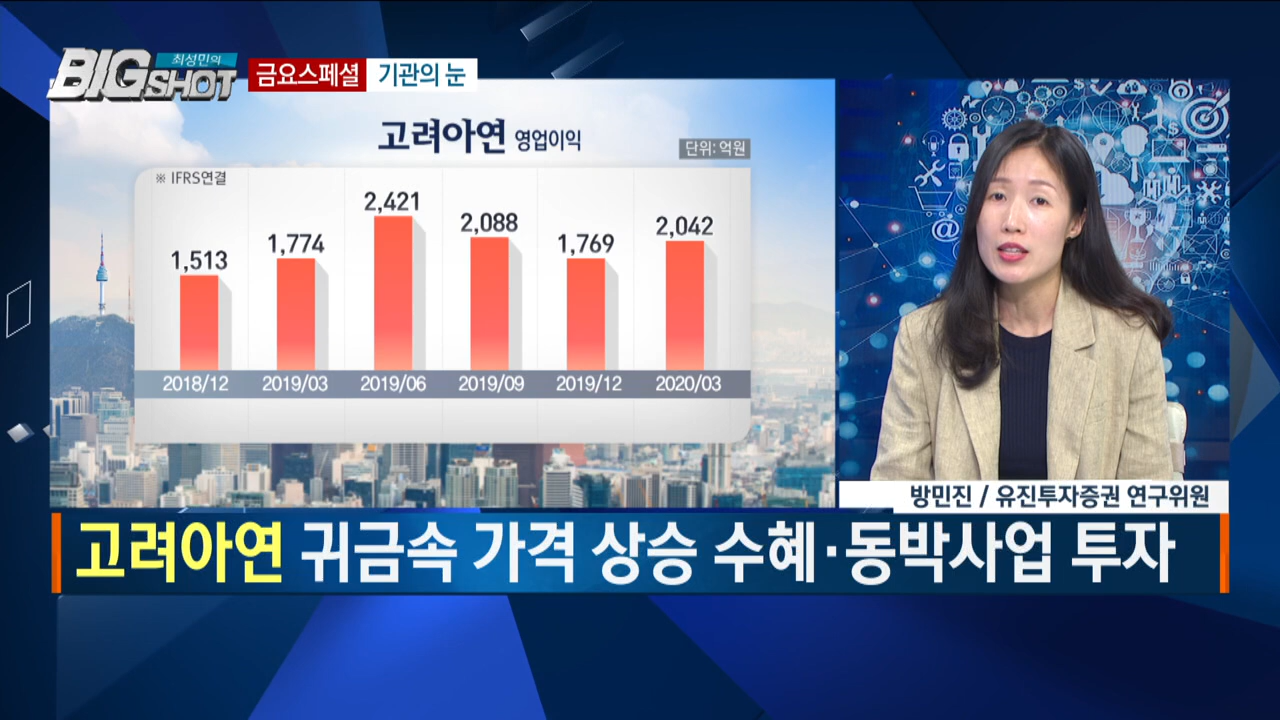 최성민의
BIG SHOT
금요스페셜 기관의 눈
고려아연 영업이익
단위: 억원
※ IFRS연결
1,513 1,774 2,421 2,088 1,769 2,042
2018/12 2019/03 2019/06 2019/09 2019/12 2020/03
@
$
방민진 / 유진투자증권 연구위원
고려아연 귀금속 가격 상승 수혜·동박사업 투자